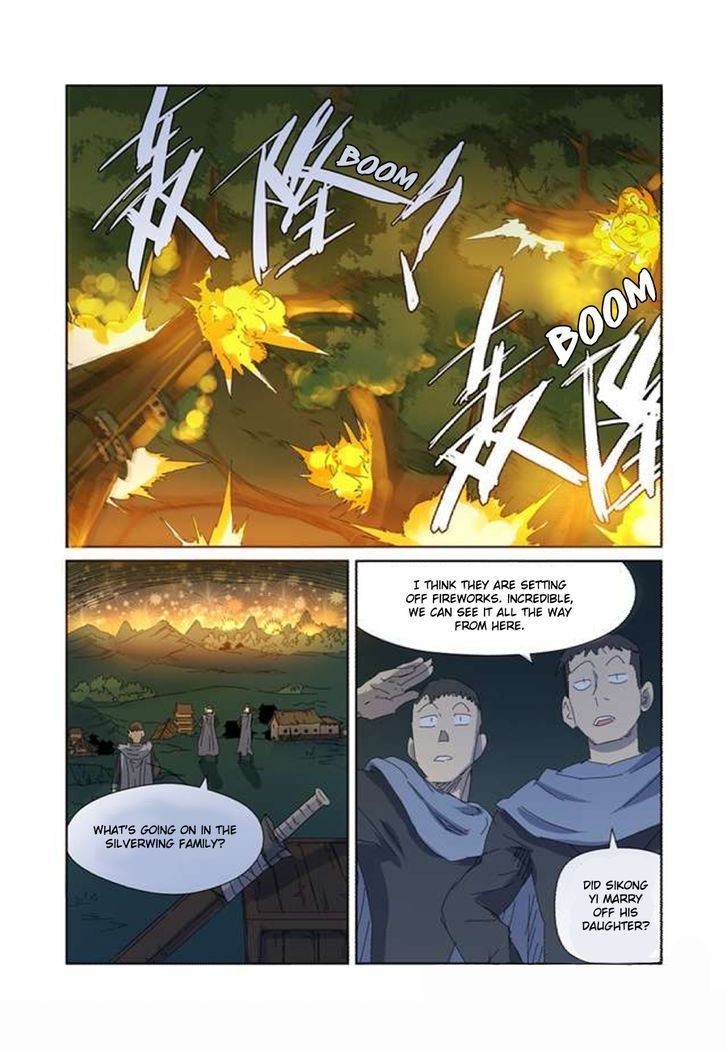 轰隆!
BOOM
BOOM
轰隆
WHAT'S GOING ON IN THE
SILVERWING FAMILY?
I THINK THEY ARE SETTING
OFF FIREWORKS. INCREDIBLE,
WE CAN SEE IT ALL THE WAY
FROM HERE.
DID SIKONG
YI MARRY
OFF HIS
DAUGHTER?